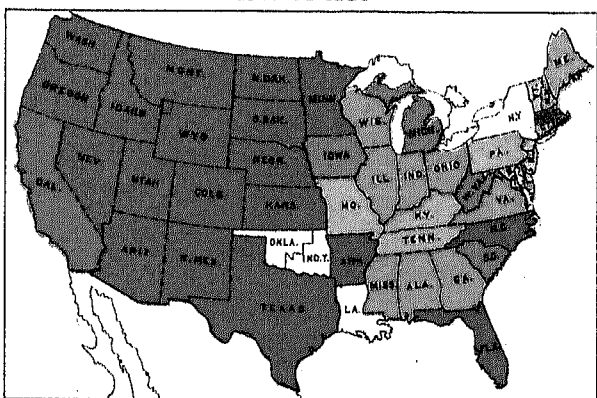 WASH.
MONT.
N.DAK.
MINN.
ME.
OREGON
IDAHO
S.DAK.
WIS.
MICH.
N.Y.
WYO
IOWA
PA.
NEV
NEBR.
ILL
IND.
OHIO
CAL.
UTAH
COLO.
KANS
MO.
W.VA.
VA.
KY.
ARIZ
N.MEX.
OKLA.
IND.T.
ARK
TENN.
N.C.
S.C.
TEXAS
MISS.
ALA.
GA.
LA.
FLA.